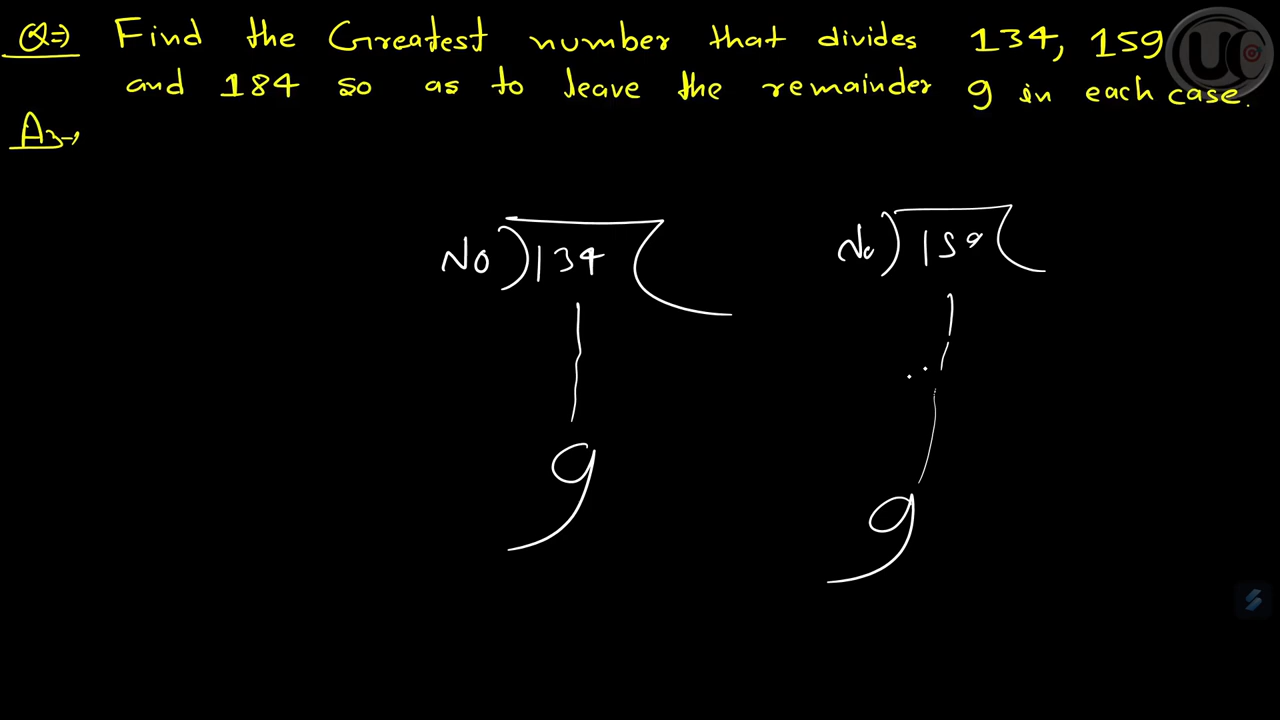 Q⇒ Find the Greatest number that divides 134, 159
and 184 so as to leave the remainder 9 in each case.
A⇒
No ) 134 (
No ) 159 (
9
9
UC